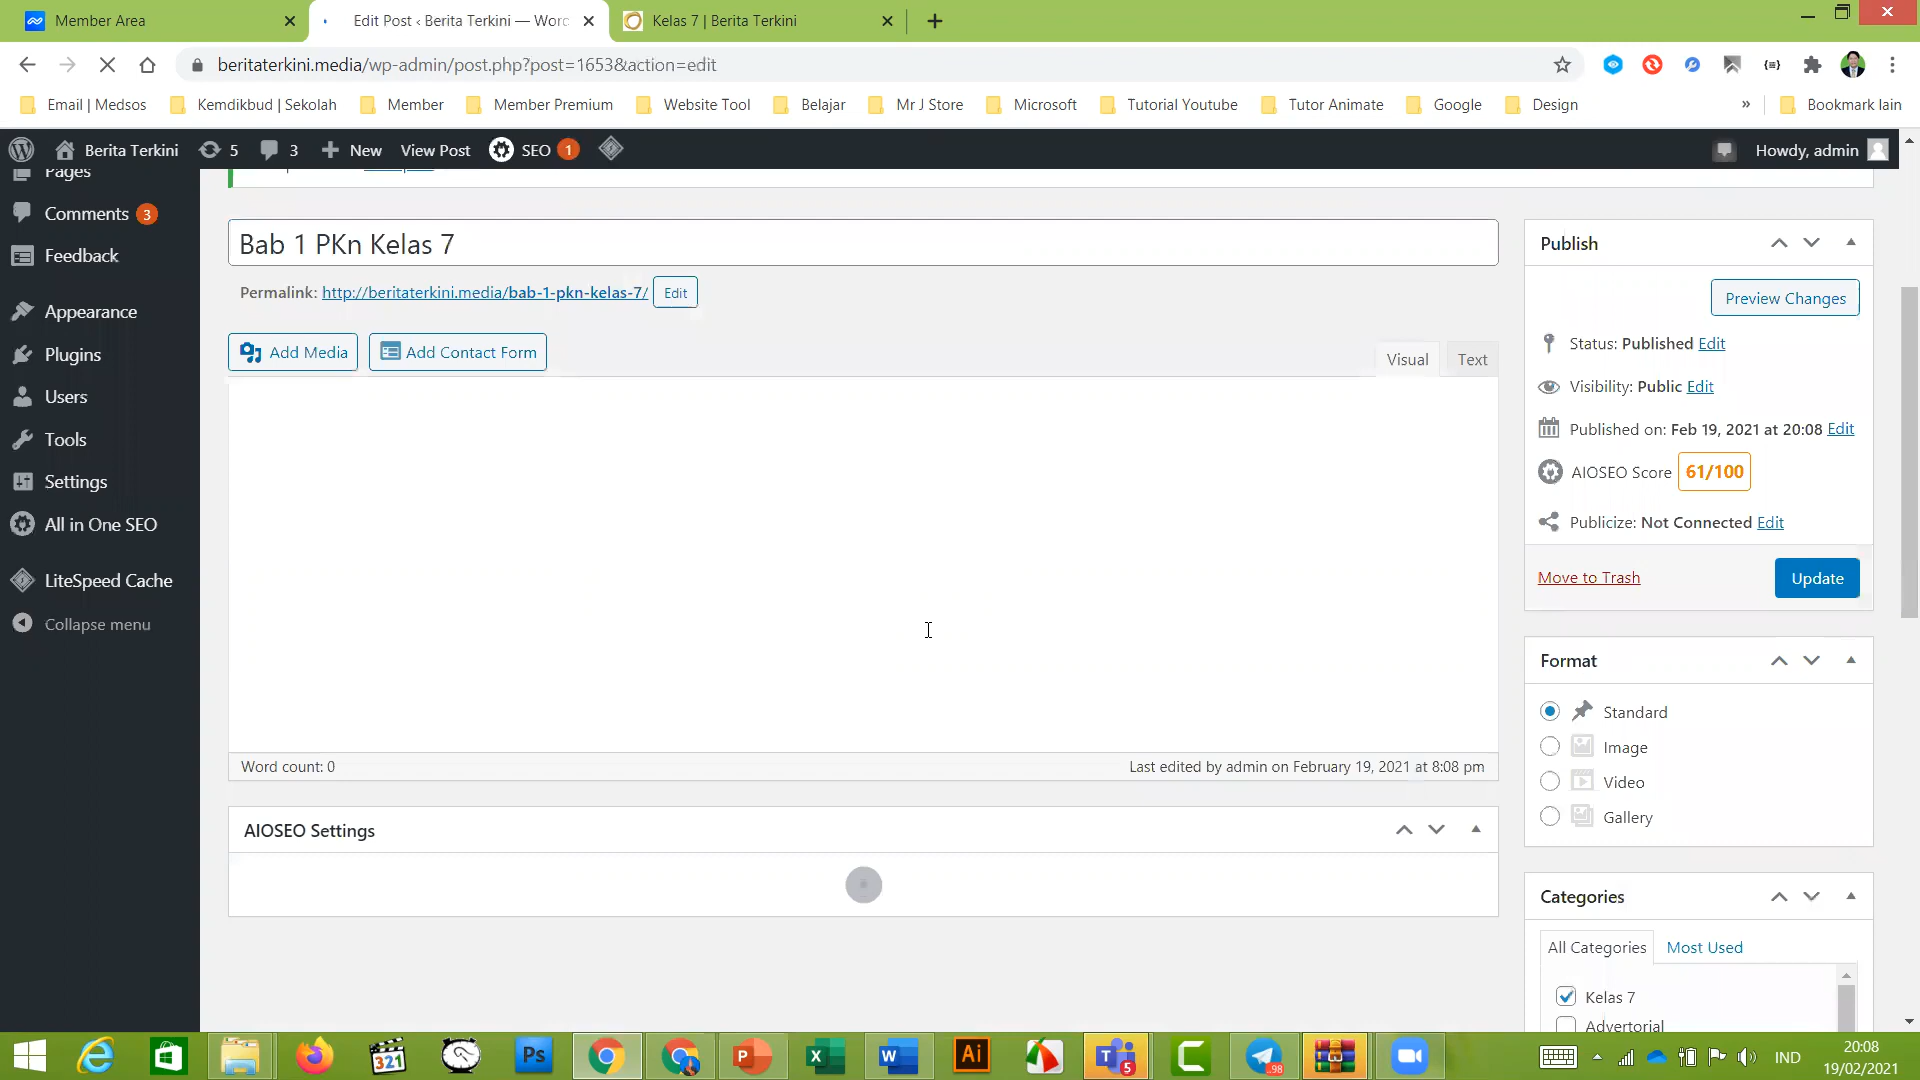 Member Area
Edit Post ‹ Berita Terkini — Word
Kelas 7 | Berita Terkini
beritaterkini.media/wp-admin/post.php?post=1653&action=edit
Email | Medsos
Kemdikbud | Sekolah
Member
Member Premium
Website Tool
Belajar
Mr J Store
Microsoft
Tutorial Youtube
Tutor Animate
Google
Design
»
Bookmark lain
Berita Terkini
5
3
New
View Post
SEO 1
Howdy, admin
Pages
Comments 3
Feedback
Appearance
Plugins
Users
Tools
Settings
All in One SEO
LiteSpeed Cache
Collapse menu
Bab 1 PKn Kelas 7
Permalink: http://beritaterkini.media/bab-1-pkn-kelas-7/ Edit
Add Media
Add Contact Form
Visual
Text
Word count: 0
Last edited by admin on February 19, 2021 at 8:08 pm
AIOSEO Settings
Publish
Preview Changes
Status: Published Edit
Visibility: Public Edit
Published on: Feb 19, 2021 at 20:08 Edit
AIOSEO Score 61/100
Publicize: Not Connected Edit
Move to Trash
Update
Format
Standard
Image
Video
Gallery
Categories
All Categories
Most Used
Kelas 7
Advertorial
321
Ps
P
X
W
Ai
T
5
C
98
IND
20:08
19/02/2021